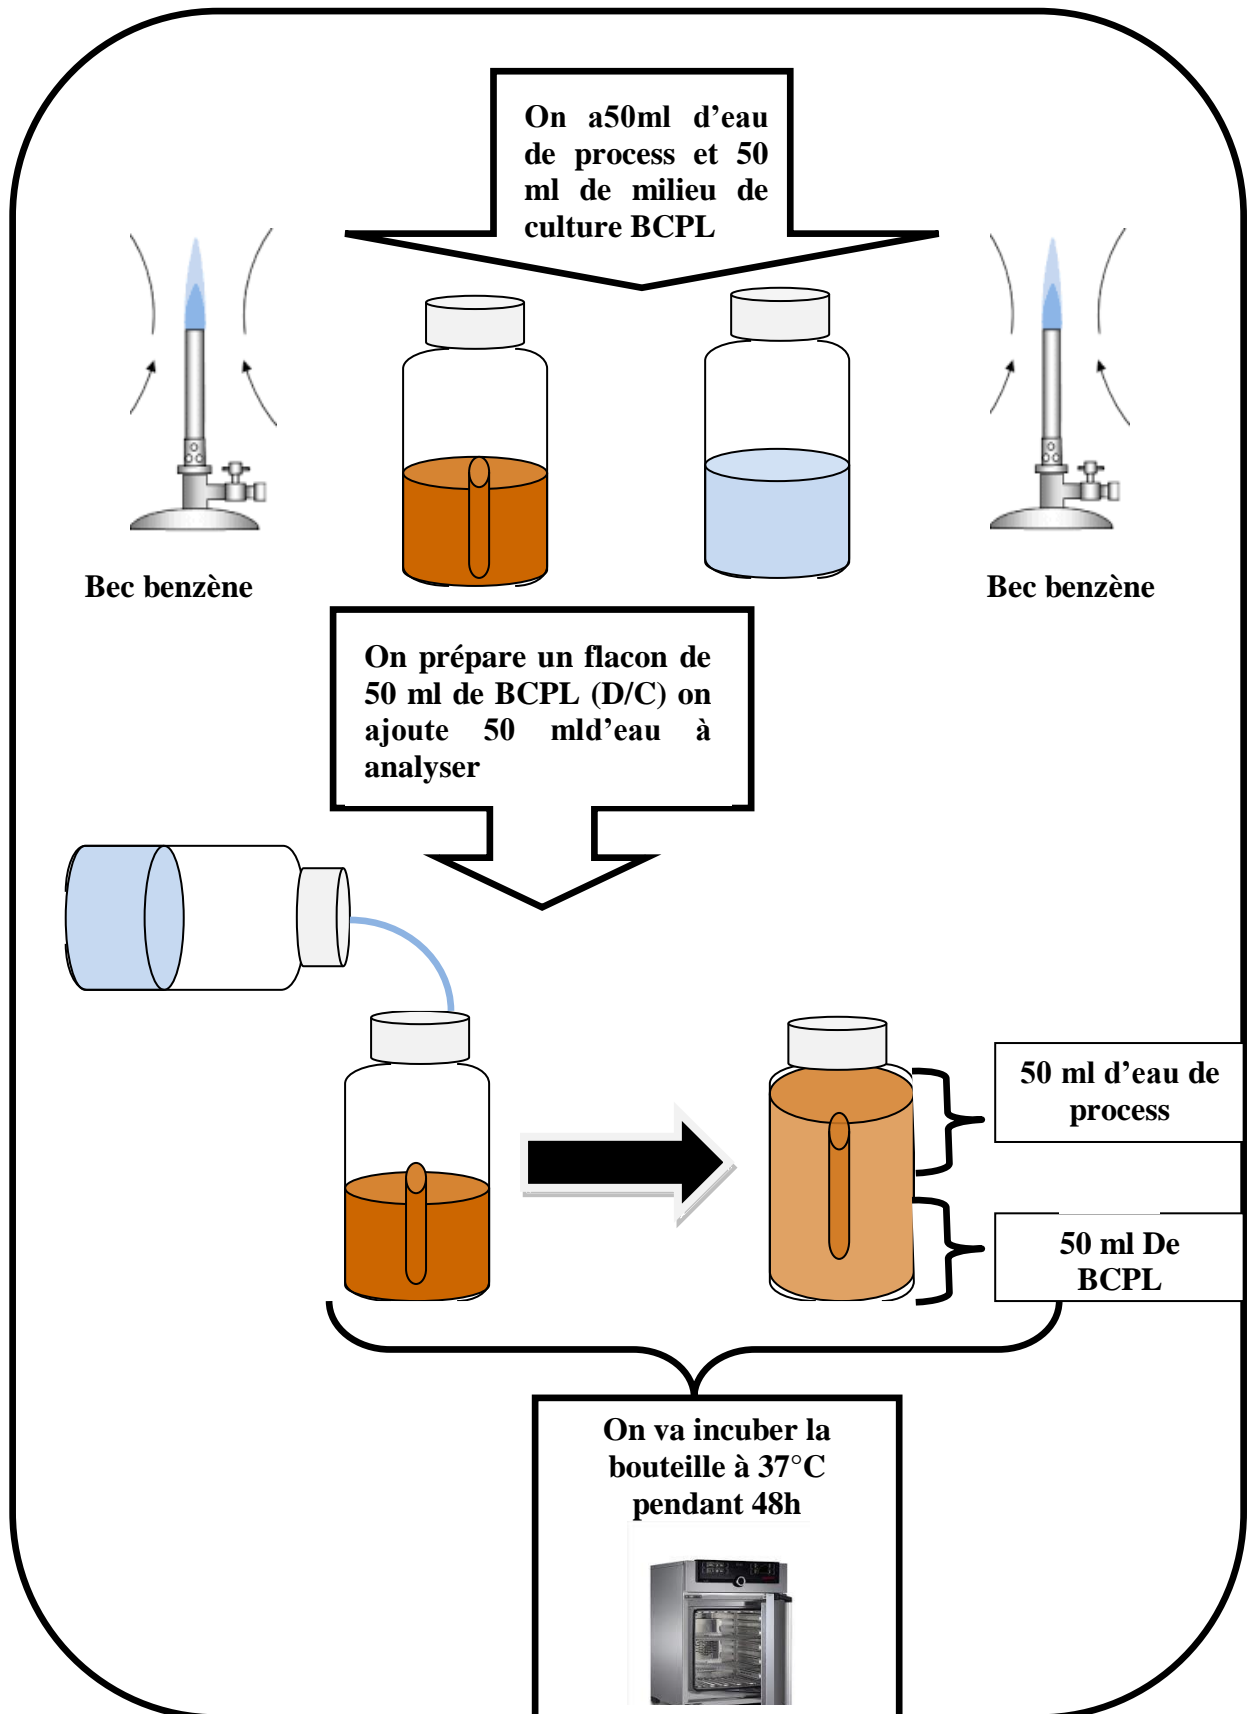 On a50ml d’eau
de process et 50
ml de milieu de
culture BCPL
Bec benzène
Bec benzène
On prépare un flacon de
50 ml de BCPL (D/C) on
ajoute 50 mld’eau à
analyser
50 ml d’eau de
process
50 ml De
BCPL
On va incuber la
bouteille à 37°C
pendant 48h